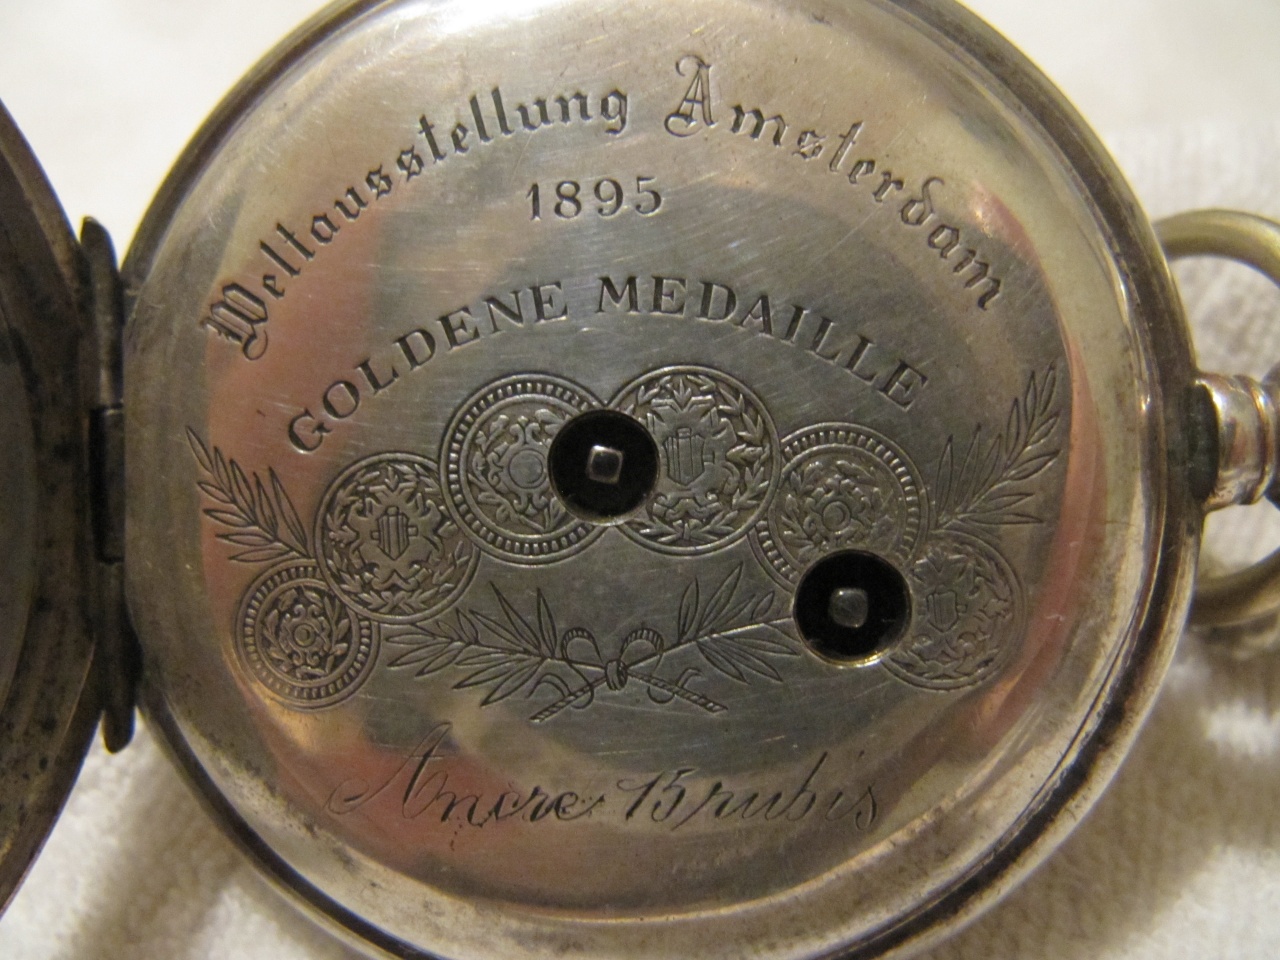 Weltausstellung Amsterdam
1895
GOLDENE MEDAILLE
Ancre 15 rubis